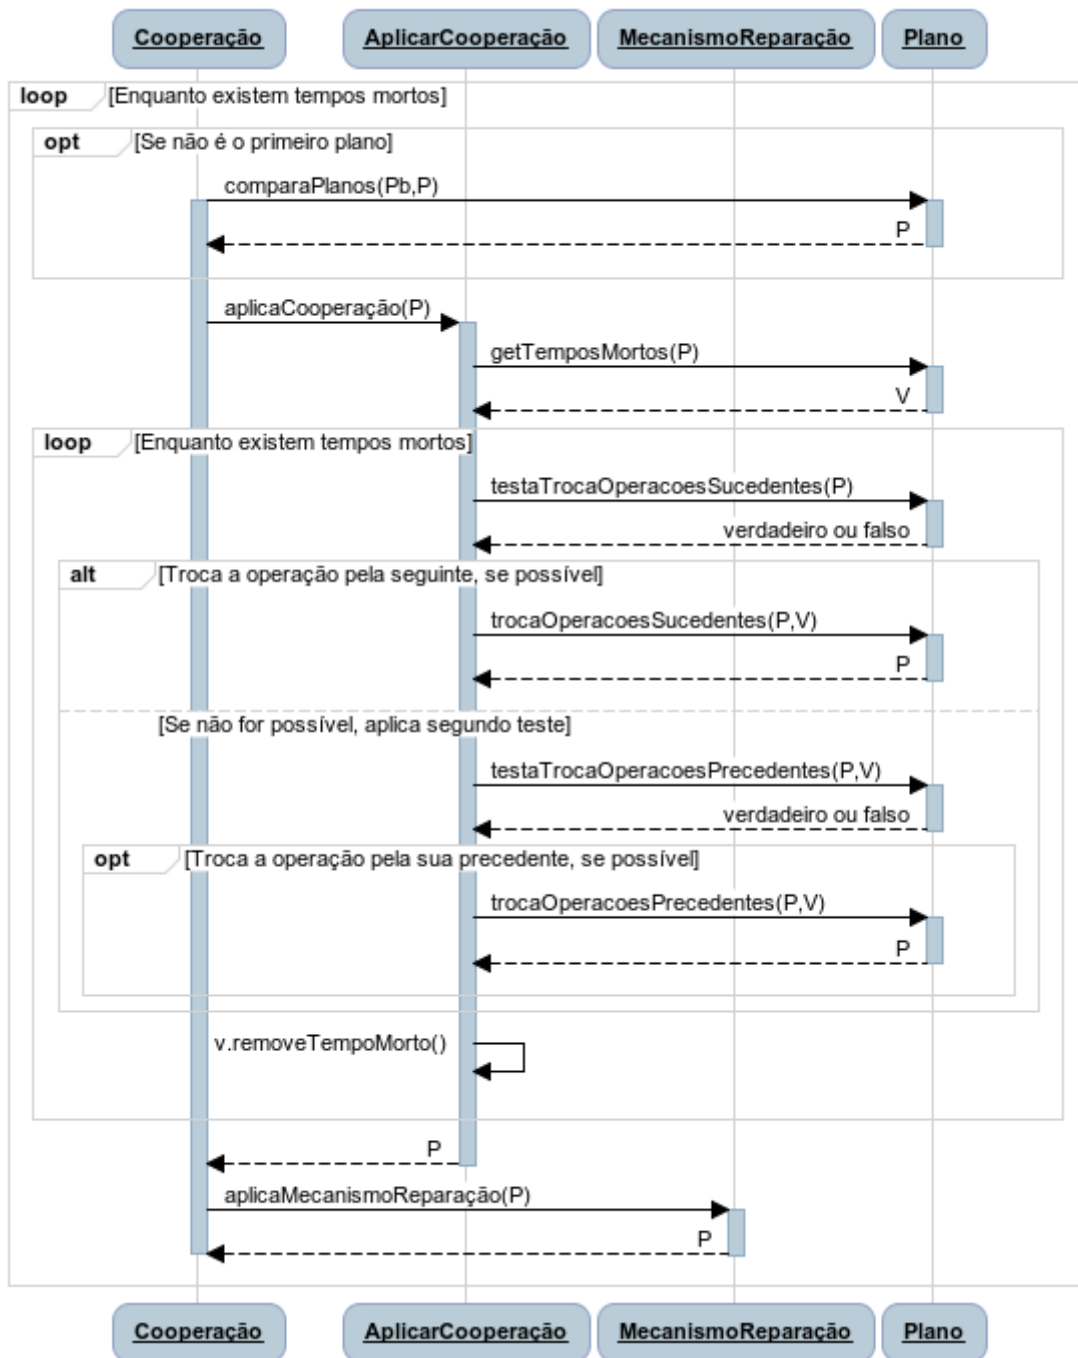 Cooperação AplicarCooperação MecanismoReparação Plano
loop [Enquanto existem tempos mortos]
opt [Se não é o primeiro plano]
comparaPlanos(Pb,P)
P
aplicaCooperação(P)
getTemposMortos(P)
V
loop [Enquanto existem tempos mortos]
testaTrocaOperacoesSucedentes(P)
verdadeiro ou falso
alt [Troca a operação pela seguinte, se possível]
trocaOperacoesSucedentes(P,V)
P
[Se não for possível, aplica segundo teste]
testaTrocaOperacoesPrecedentes(P,V)
verdadeiro ou falso
opt [Troca a operação pela sua precedente, se possível]
trocaOperacoesPrecedentes(P,V)
P
v.removeTempoMorto()
P
aplicaMecanismoReparação(P)
P
Cooperação AplicarCooperação MecanismoReparação Plano